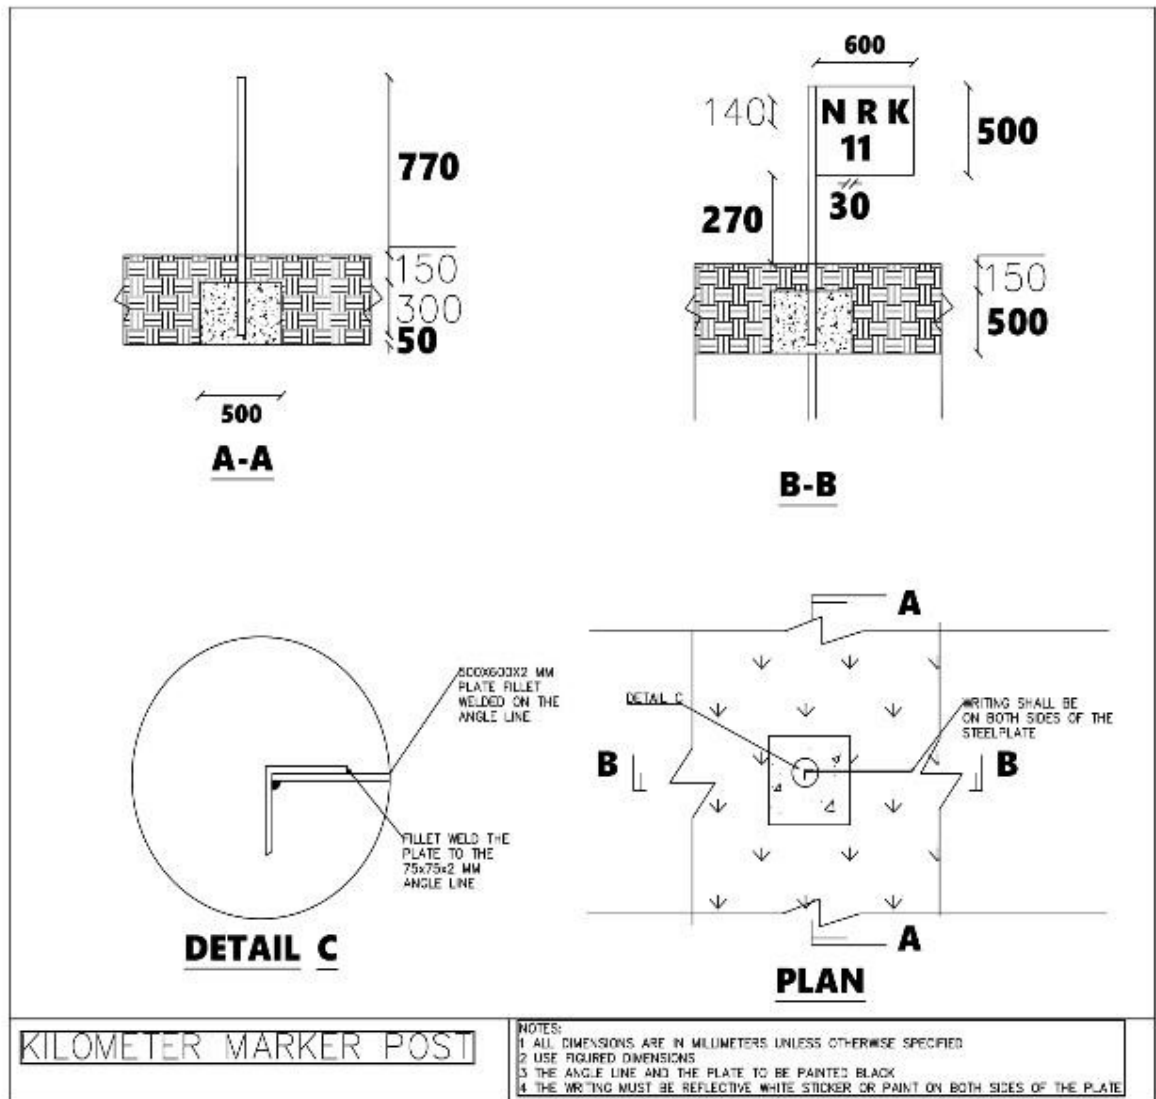 770
150
300
50
500
A-A
600
140
N R K
11
500
270
30
150
500
B-B
500X600X2 MM
PLATE FILLET
WELDED ON THE
ANGLE LINE
FILLET WELD THE
PLATE TO THE
75x75x2 MM
ANGLE LINE
DETAIL C
A
DETAIL C
WRITING SHALL BE
ON BOTH SIDES OF THE
STEELPLATE
B
B
A
PLAN
KILOMETER MARKER POST
NOTES:
1 ALL DIMENSIONS ARE IN MILLIMETERS UNLESS OTHERWISE SPECIFIED
2 USE FIGURED DIMENSIONS
3 THE ANGLE LINE AND THE PLATE TO BE PAINTED BLACK
4 THE WRITING MUST BE REFLECTIVE WHITE STICKER OR PAINT ON BOTH SIDES OF THE PLATE